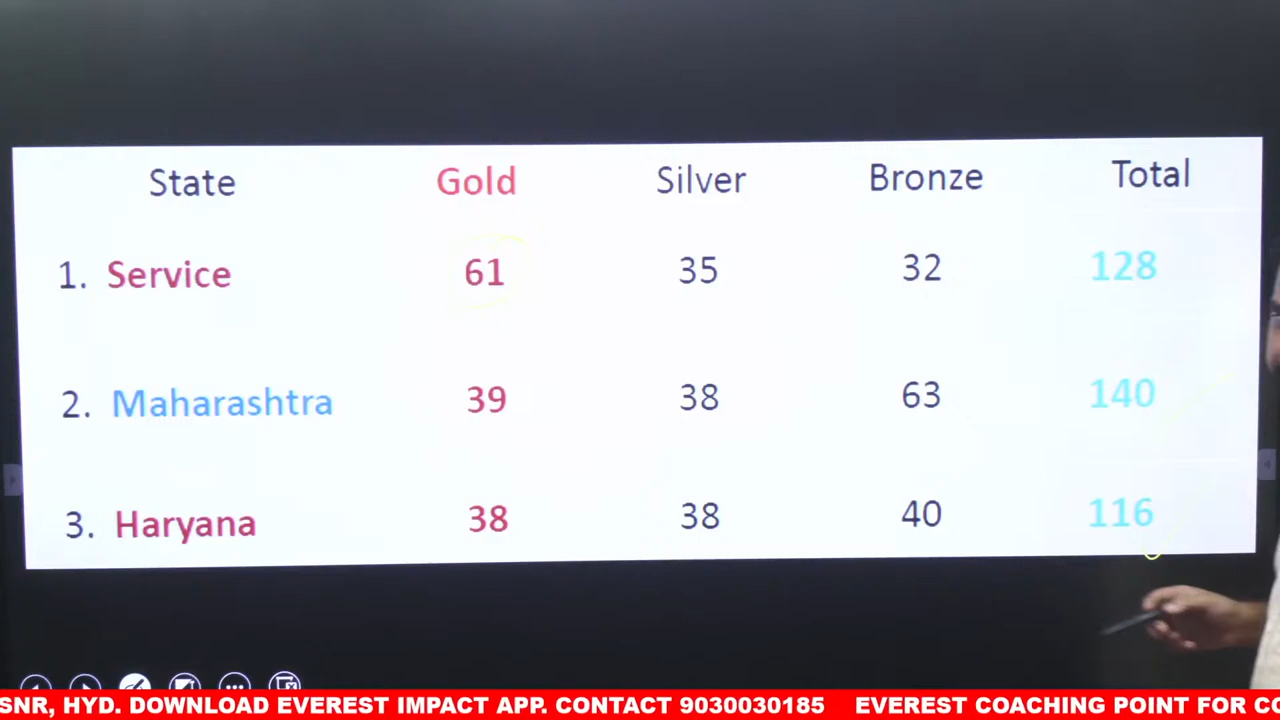 State Gold Silver Bronze Total
1. Service 61 35 32 128
2. Maharashtra 39 38 63 140
3. Haryana 38 38 40 116
SNR, HYD. DOWNLOAD EVEREST IMPACT APP. CONTACT 9030030185 EVEREST COACHING POINT FOR CO